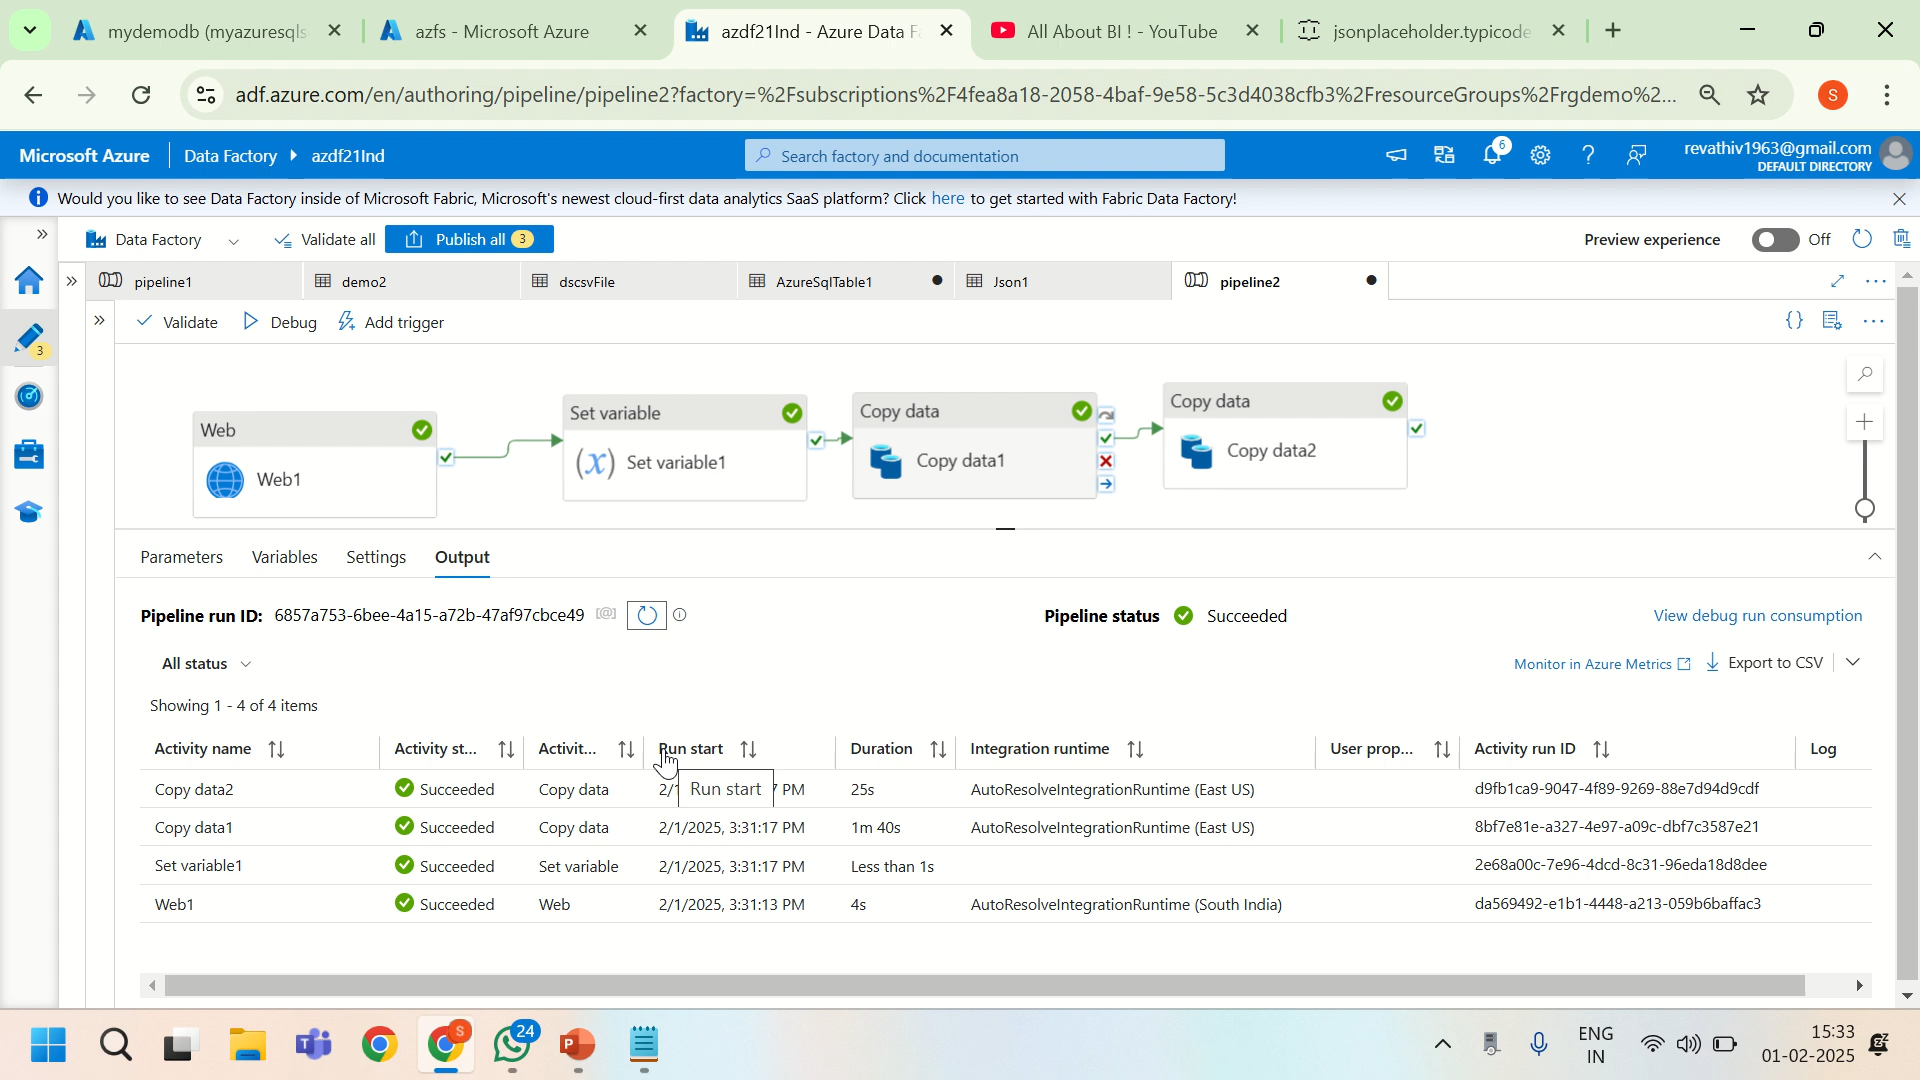 mydemodb (myazuresqls
azfs - Microsoft Azure
azdf21Ind - Azure Data F
All About BI ! - YouTube
jsonplaceholder.typicode
adf.azure.com/en/authoring/pipeline/pipeline2?factory=%2Fsubscriptions%2F4fea8a18-2058-4baf-9e58-5c3d4038cfb3%2FresourceGroups%2Frgdemo%2...
S
Microsoft Azure
Data Factory
azdf21Ind
Search factory and documentation
6
revathiv1963@gmail.com
DEFAULT DIRECTORY
Would you like to see Data Factory inside of Microsoft Fabric, Microsoft's newest cloud-first data analytics SaaS platform? Click here to get started with Fabric Data Factory!
Data Factory
Validate all
Publish all 3
Preview experience
Off
pipeline1
demo2
dscsvFile
AzureSqlTable1
Json1
pipeline2
Validate
Debug
Add trigger
3
Web
Web1
Set variable
(x) Set variable1
Copy data
Copy data1
Copy data
Copy data2
Parameters
Variables
Settings
Output
Pipeline run ID: 6857a753-6bee-4a15-a72b-47af97cbce49
Pipeline status
Succeeded
View debug run consumption
All status
Monitor in Azure Metrics
Export to CSV
Showing 1 - 4 of 4 items
Activity name
Activity st...
Activit...
Run start
Duration
Integration runtime
User prop...
Activity run ID
Log
Copy data2 Succeeded Copy data 2/1 7 PM 25s AutoResolveIntegrationRuntime (East US) d9fb1ca9-9047-4f89-9269-88e7d94d9cdf
Run start
Copy data1 Succeeded Copy data 2/1/2025, 3:31:17 PM 1m 40s AutoResolveIntegrationRuntime (East US) 8bf7e81e-a327-4e97-a09c-dbf7c3587e21
Set variable1 Succeeded Set variable 2/1/2025, 3:31:17 PM Less than 1s 2e68a00c-7e96-4dcd-8c31-96eda18d8dee
Web1 Succeeded Web 2/1/2025, 3:31:13 PM 4s AutoResolveIntegrationRuntime (South India) da569492-e1b1-4448-a213-059b6baffac3
S
24
ENG
IN
15:33
01-02-2025